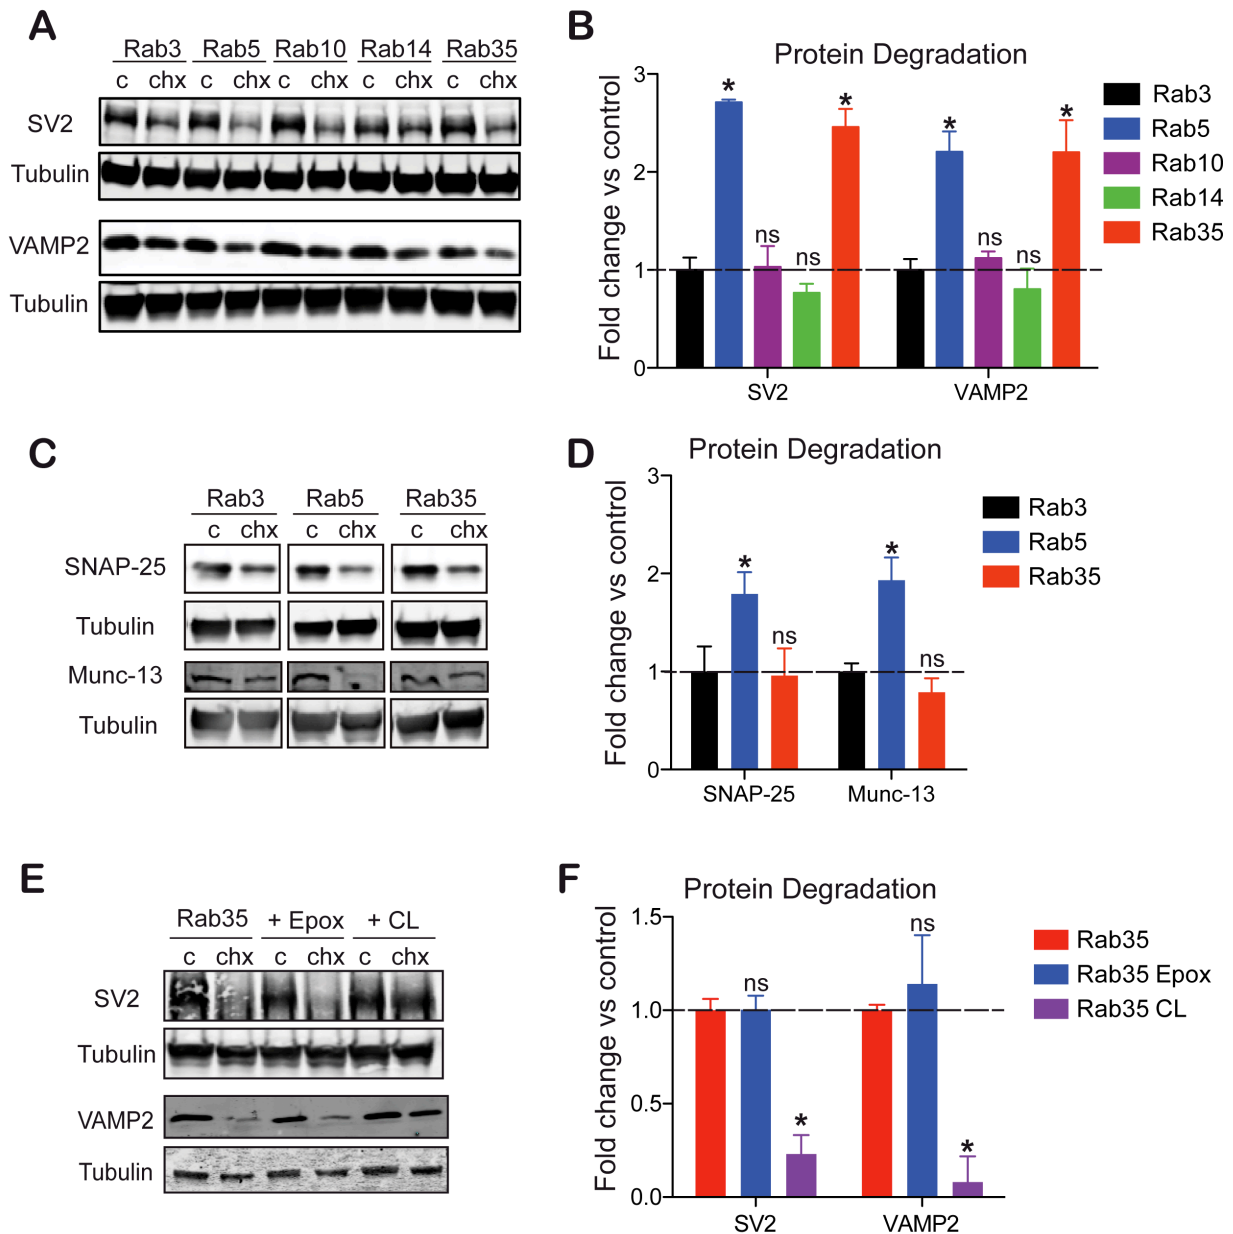 A
Rab3 Rab5 Rab10 Rab14 Rab35
c chx c chx c chx c chx c chx
SV2
Tubulin
VAMP2
Tubulin
B
Protein Degradation
Fold change vs control
3
2
1
0
* ns ns *
* ns ns *
SV2 VAMP2
Rab3
Rab5
Rab10
Rab14
Rab35
C
Rab3 Rab5 Rab35
c chx c chx c chx
SNAP-25
Tubulin
Munc-13
Tubulin
D
Protein Degradation
Fold change vs control
3
2
1
0
* ns * ns
SNAP-25 Munc-13
Rab3
Rab5
Rab35
E
Rab35 + Epox + CL
c chx c chx c chx
SV2
Tubulin
VAMP2
Tubulin
F
Protein Degradation
Fold change vs control
1.5
1.0
0.5
0.0
ns * ns *
SV2 VAMP2
Rab35
Rab35 Epox
Rab35 CL